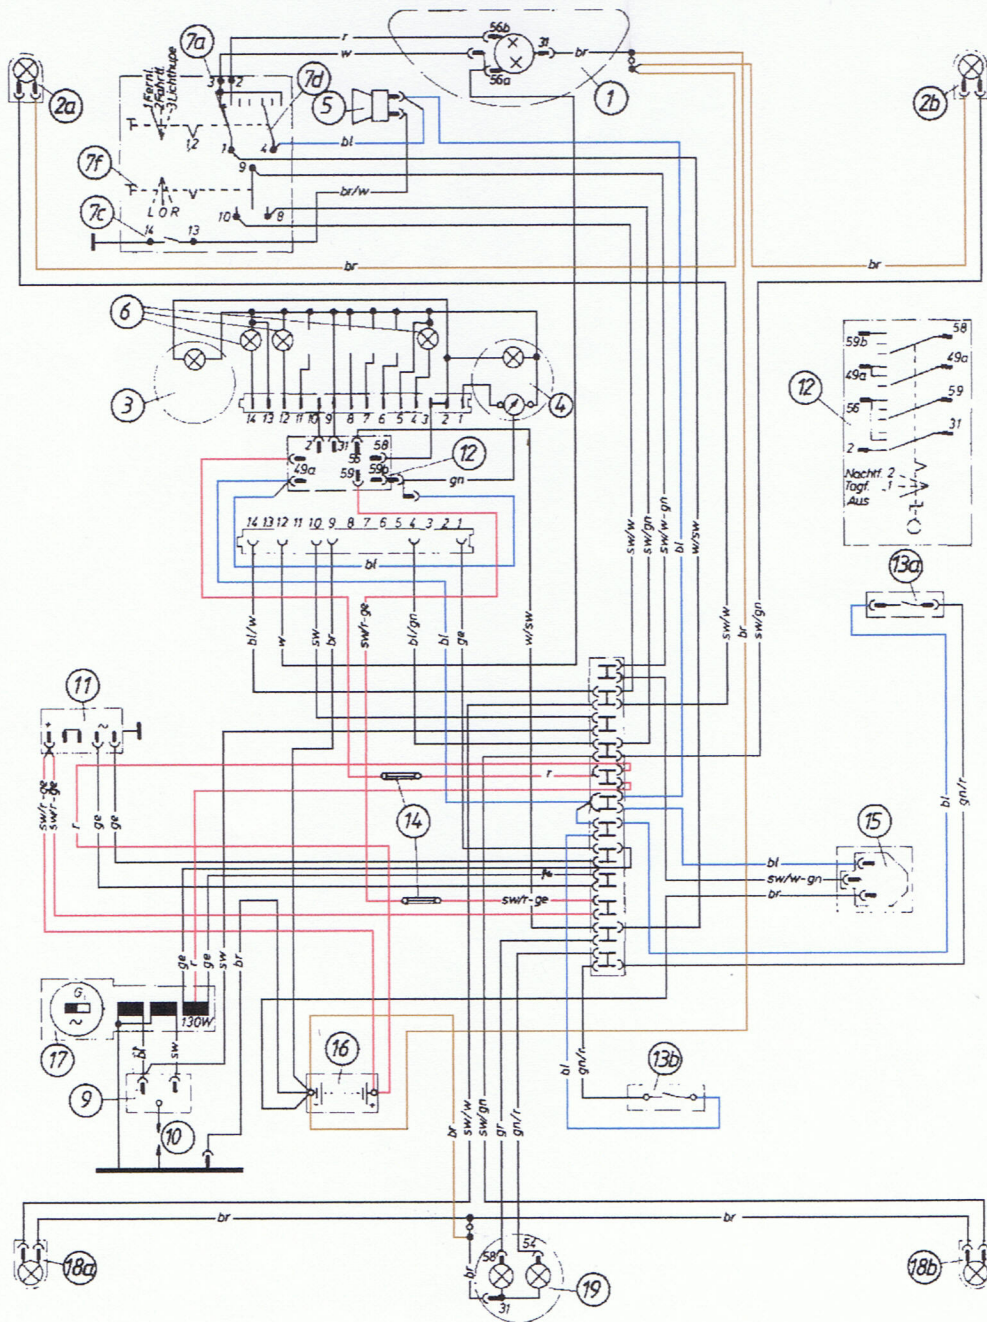 56b
r
w
31
br
56a
1
7a
3
2
7d
5
2a
2b
1 Fernl.
2 Fahrtl.
3 Lichthupe
1 2
1
4
bl
7f
9
br/w
L O R
10
8
7c
14
13
br
br
6
3
4
14 13 12 11 10 9 8 7 6 5 4 3 2 1
2
31
56
58
49a
59
59b
12
gn
14 13 12 11 10 9 8 7 6 5 4 3 2 1
bl
59b
58
49a
49a
56
59
2
31
12
Nachtf. 2
Tagf. 1
Aus
13a
sw/w
sw/gn
sw/w-gn
bl
w/sw
sw/w
br
sw/gn
bl/w
w
sw
br
sw/r-ge
bl/gn
bl
ge
w/sw
11
+
~
sw/r-ge
sw/r-ge
r
ge
ge
r
14
sw/r-ge
bl
gn/r
15
bl
sw/w-gn
br
ge
r
ge
sw
br
G
~
130W
17
bl
sw
9
10
16
-
+
13b
bl
gn/r
br
sw/w
sw/gn
gr
gn/r
br
br
18a
18b
58
54
br
31
19